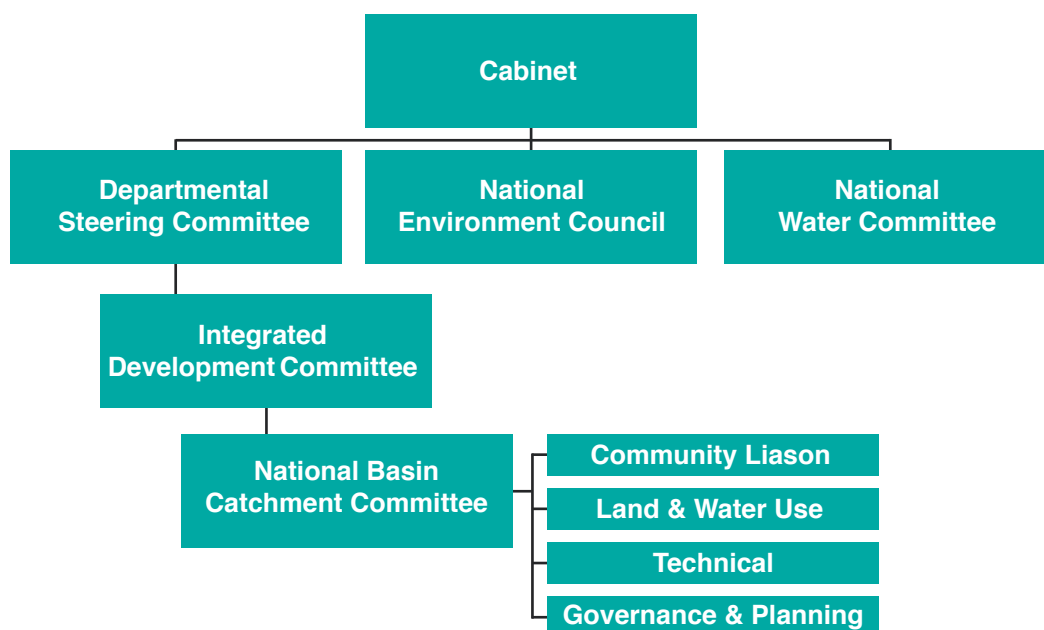 Cabinet
Departmental
Steering Committee
National
Environment Council
National
Water Committee
Integrated
Development Committee
National Basin
Catchment Committee
Community Liason
Land & Water Use
Technical
Governance & Planning